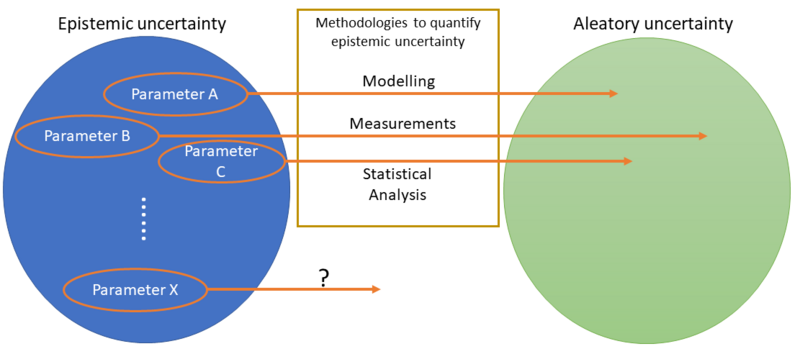 Epistemic uncertainty
Methodologies to quantify
epistemic uncertainty
Aleatory uncertainty
Parameter A
Modelling
Parameter B
Measurements
Parameter
C
Statistical
Analysis
Parameter X
?